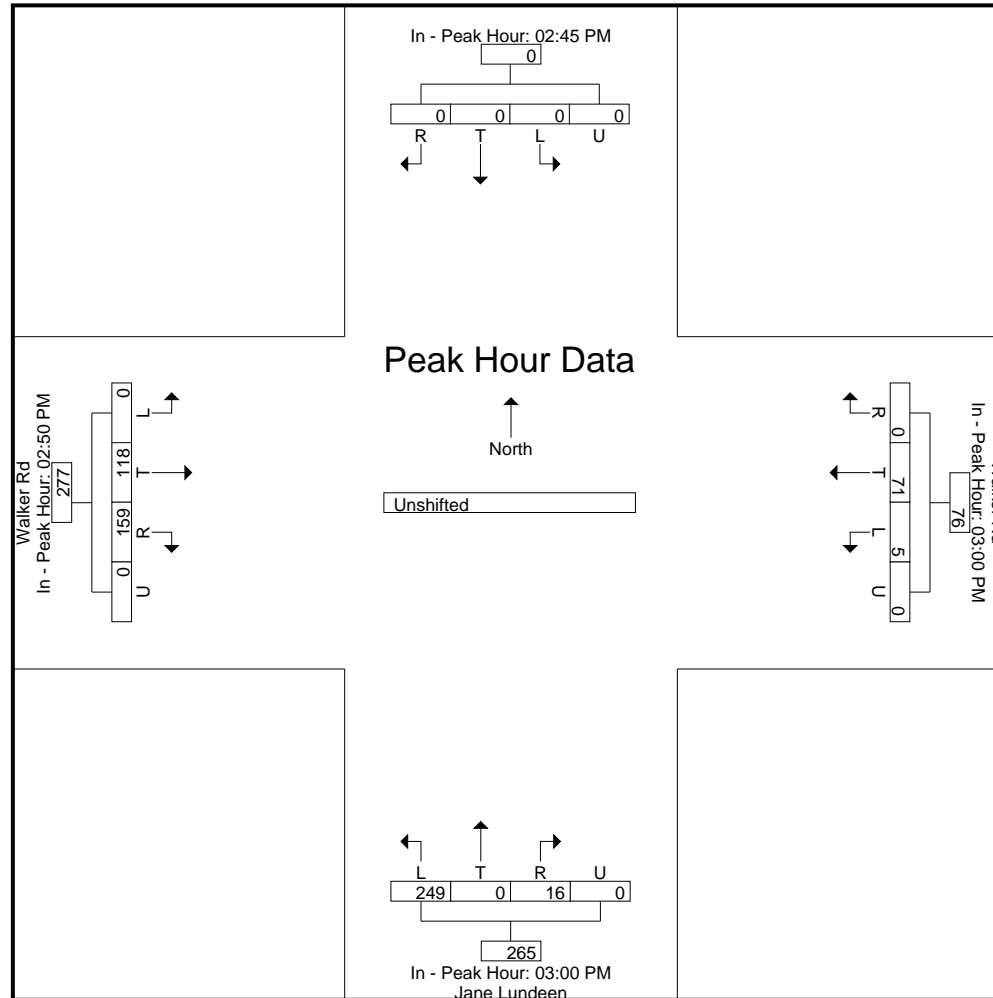 In - Peak Hour: 02:45 PM
0
0 0 0 0
R T L U
Peak Hour Data
North
Unshifted
Walker Rd
In - Peak Hour: 02:50 PM
277
0 118 159 0
L T R U
R T L U
0 71 5 0
76
In - Peak Hour: 03:00 PM
L T R U
249 0 16 0
265
In - Peak Hour: 03:00 PM
Jane Lundeen